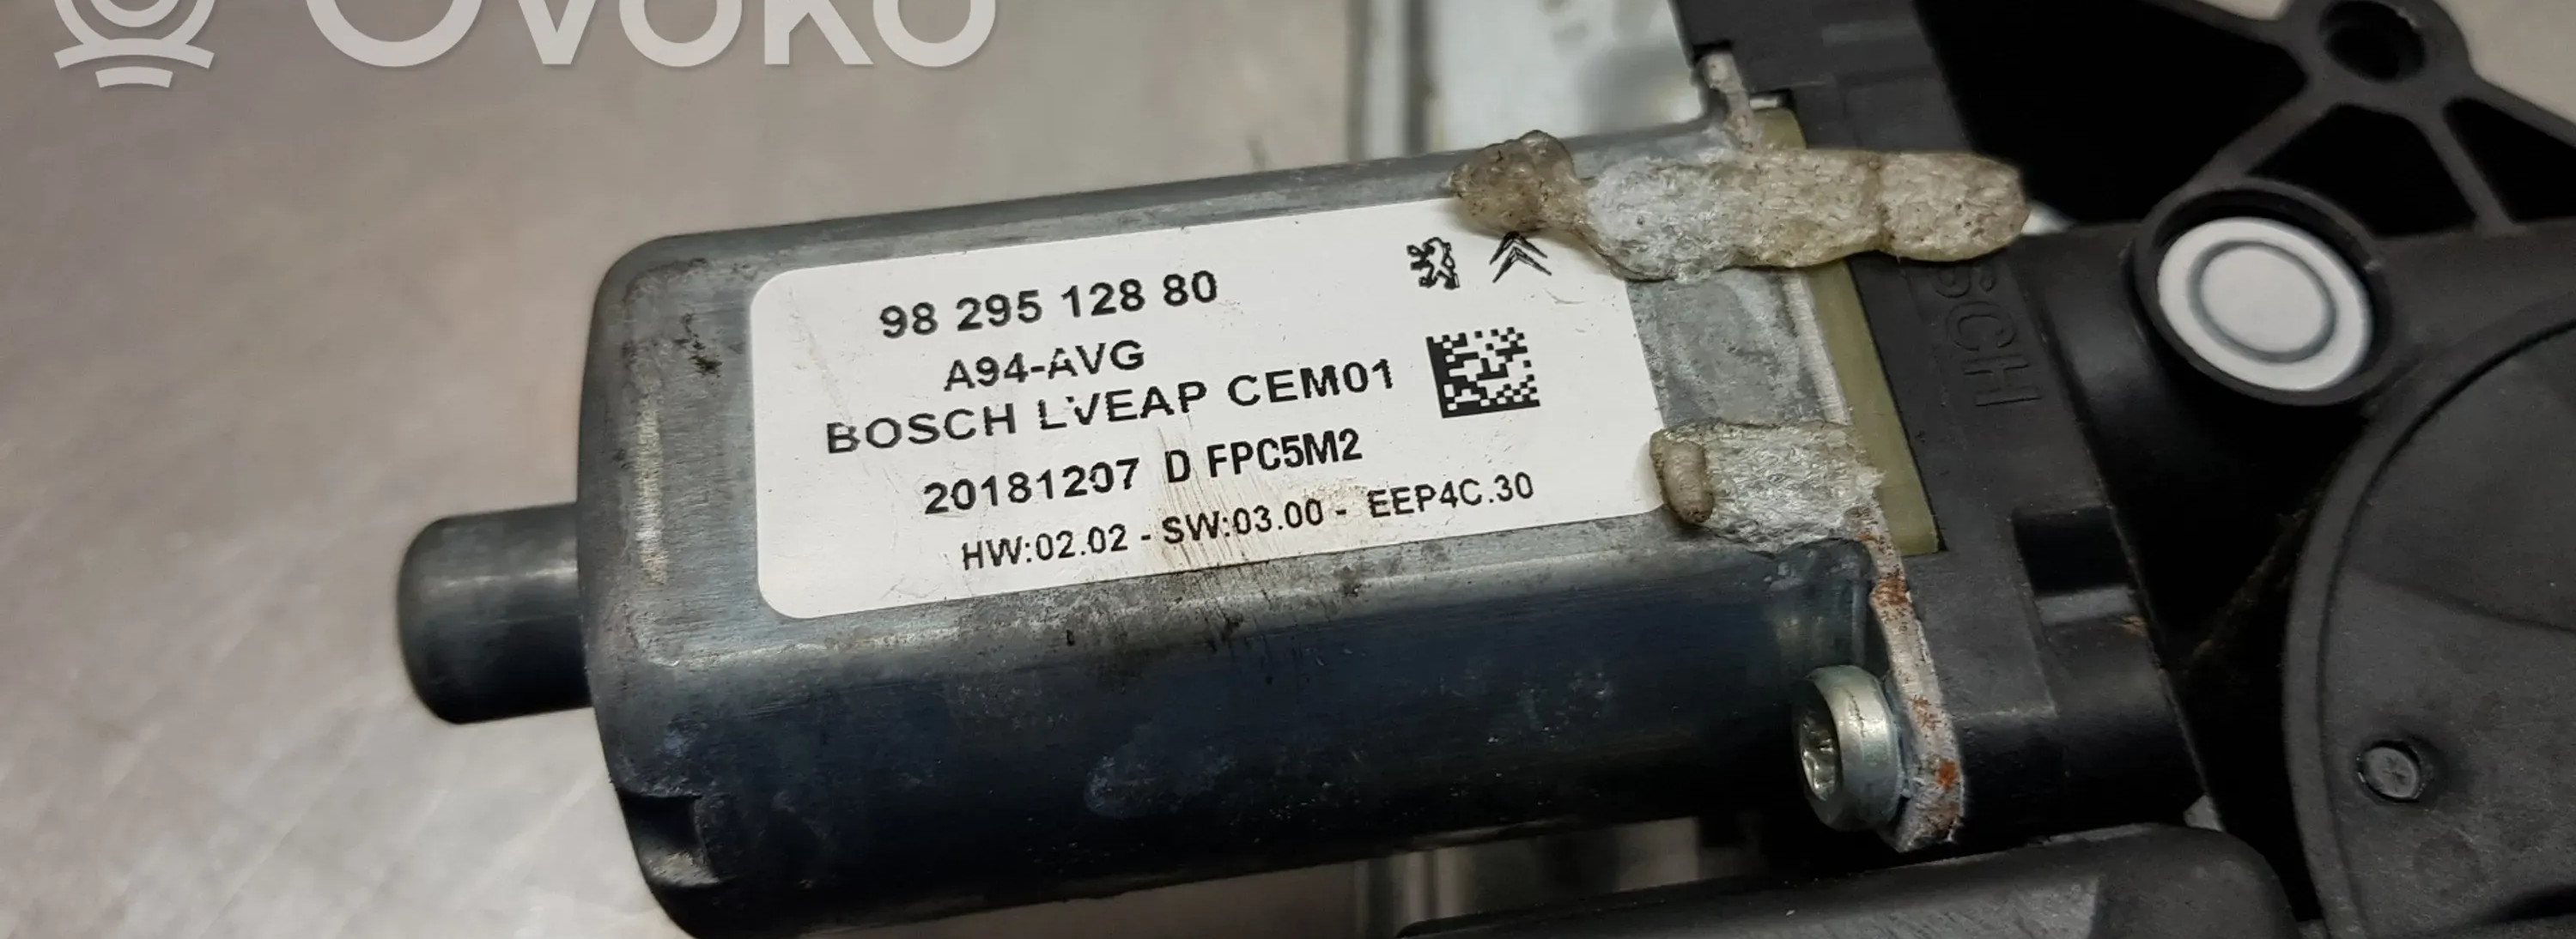 OVOKO
98 295 128 80
A94-AVG
BOSCH LVEAP CEM01
20181207 D FPC5M2
HW:02.02 - SW:03.00 - EEP4C.30